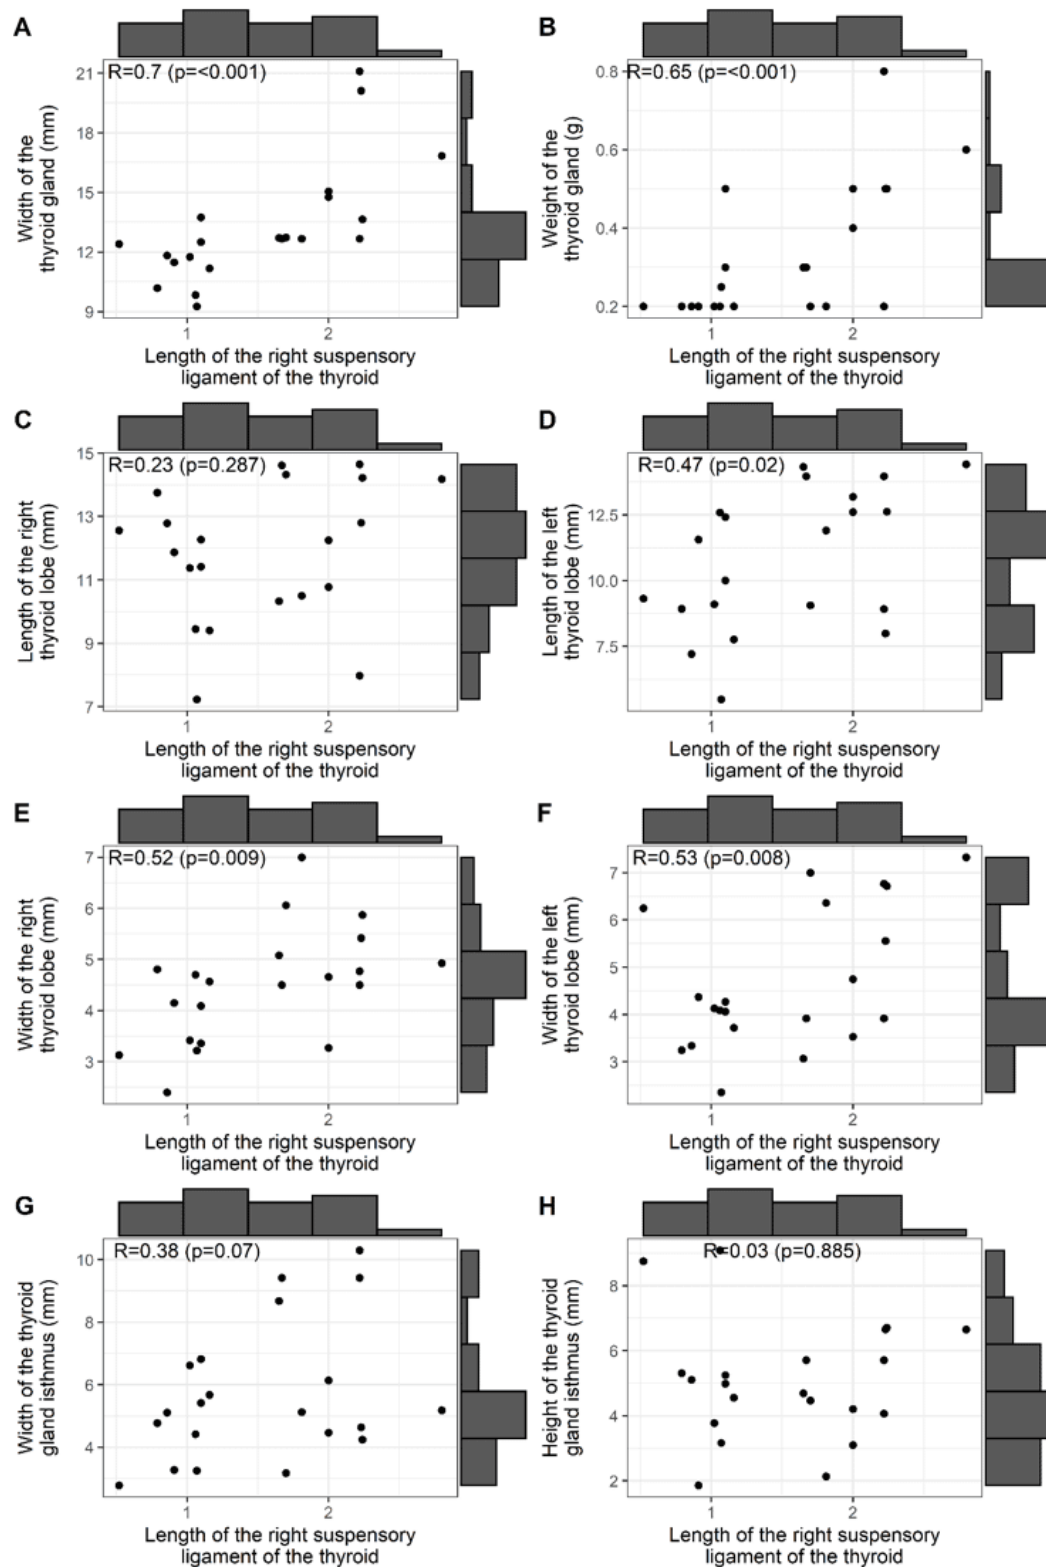 A
R=0.7 (p=<0.001)
Width of the
thyroid gland (mm)
21
18
15
12
9
1 2
Length of the right suspensory
ligament of the thyroid
B
R=0.65 (p=<0.001)
Weight of the
thyroid gland (g)
0.8
0.6
0.4
0.2
1 2
Length of the right suspensory
ligament of the thyroid
C
R=0.23 (p=0.287)
Length of the right
thyroid lobe (mm)
15
13
11
9
7
1 2
Length of the right suspensory
ligament of the thyroid
D
R=0.47 (p=0.02)
Length of the left
thyroid lobe (mm)
12.5
10.0
7.5
1 2
Length of the right suspensory
ligament of the thyroid
E
R=0.52 (p=0.009)
Width of the right
thyroid lobe (mm)
7
6
5
4
3
1 2
Length of the right suspensory
ligament of the thyroid
F
R=0.53 (p=0.008)
Width of the left
thyroid lobe (mm)
7
6
5
4
3
1 2
Length of the right suspensory
ligament of the thyroid
G
R=0.38 (p=0.07)
Width of the thyroid
gland isthmus (mm)
10
8
6
4
1 2
Length of the right suspensory
ligament of the thyroid
H
R=0.03 (p=0.885)
Height of the thyroid
gland isthmus (mm)
8
6
4
2
1 2
Length of the right suspensory
ligament of the thyroid